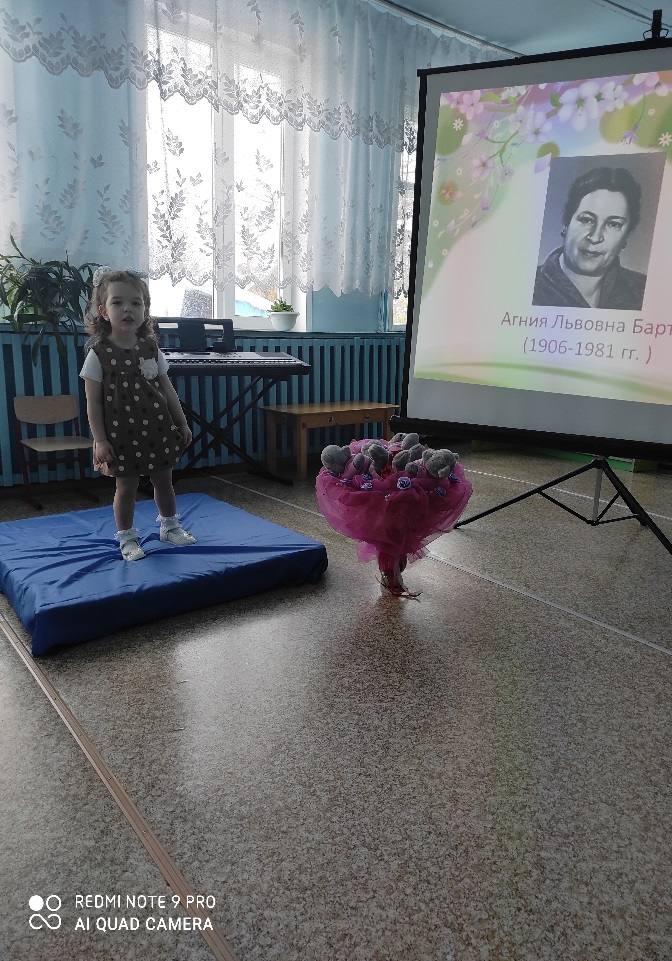 Агния Львовна Барт
(1906-1981 гг. )
REDMI NOTE 9 PRO
AI QUAD CAMERA